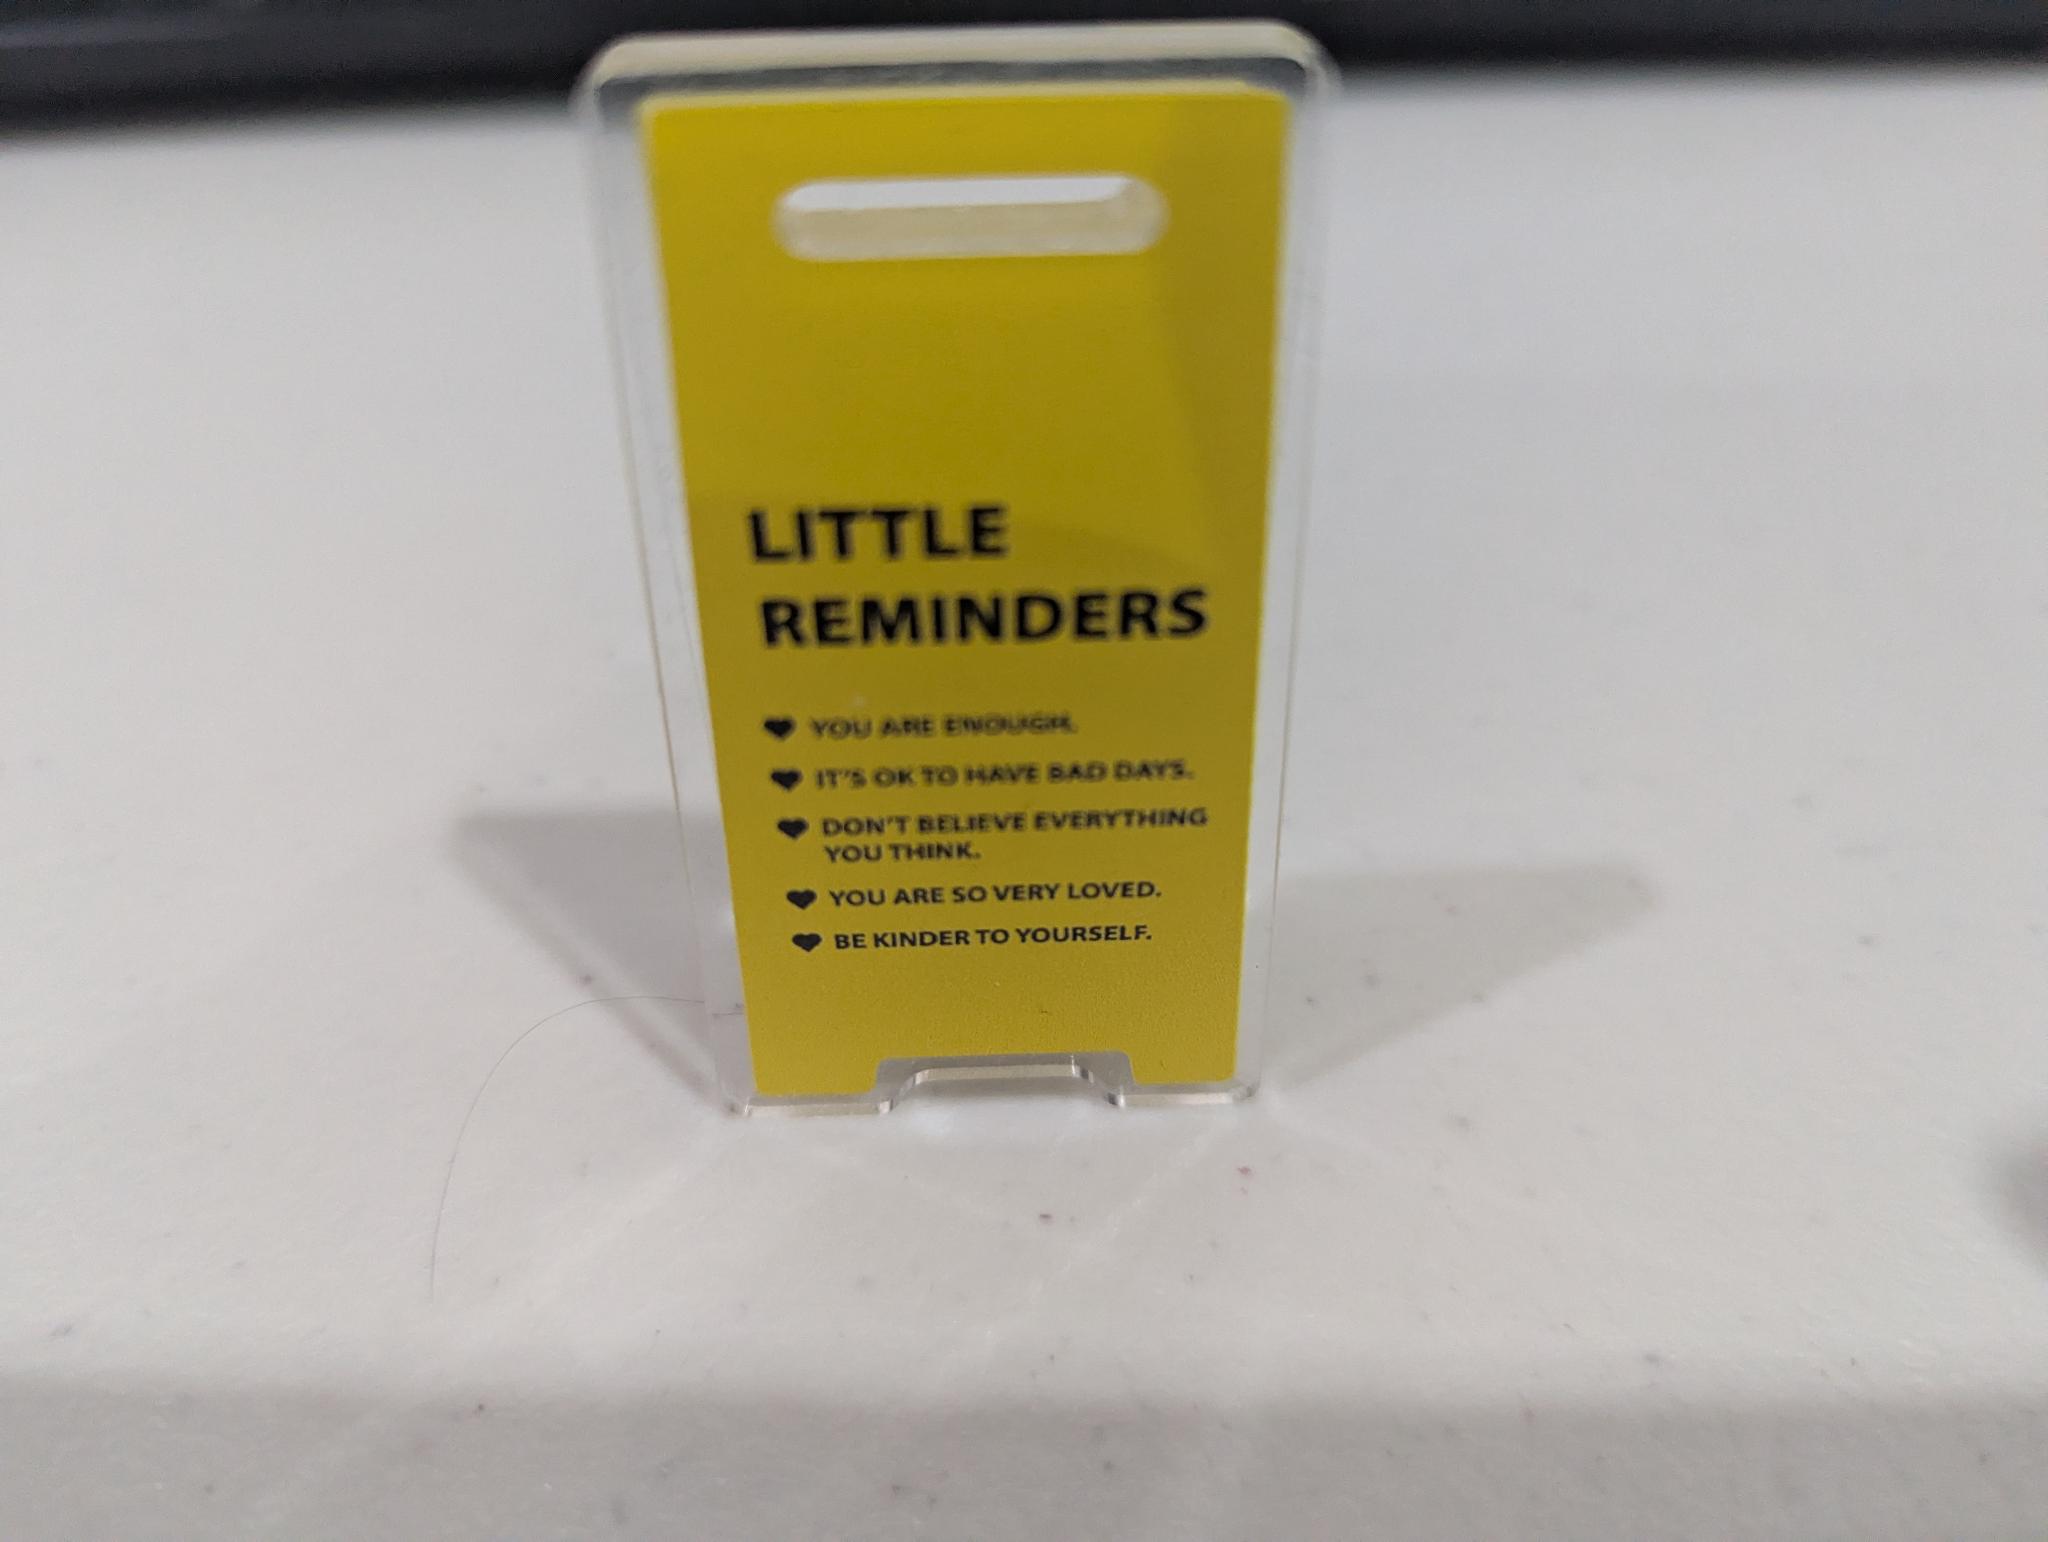 LITTLE
REMINDERS
YOU ARE ENOUGH.
IT'S OK TO HAVE BAD DAYS.
DON'T BELIEVE EVERYTHING
YOU THINK.
YOU ARE SO VERY LOVED.
BE KINDER TO YOURSELF.